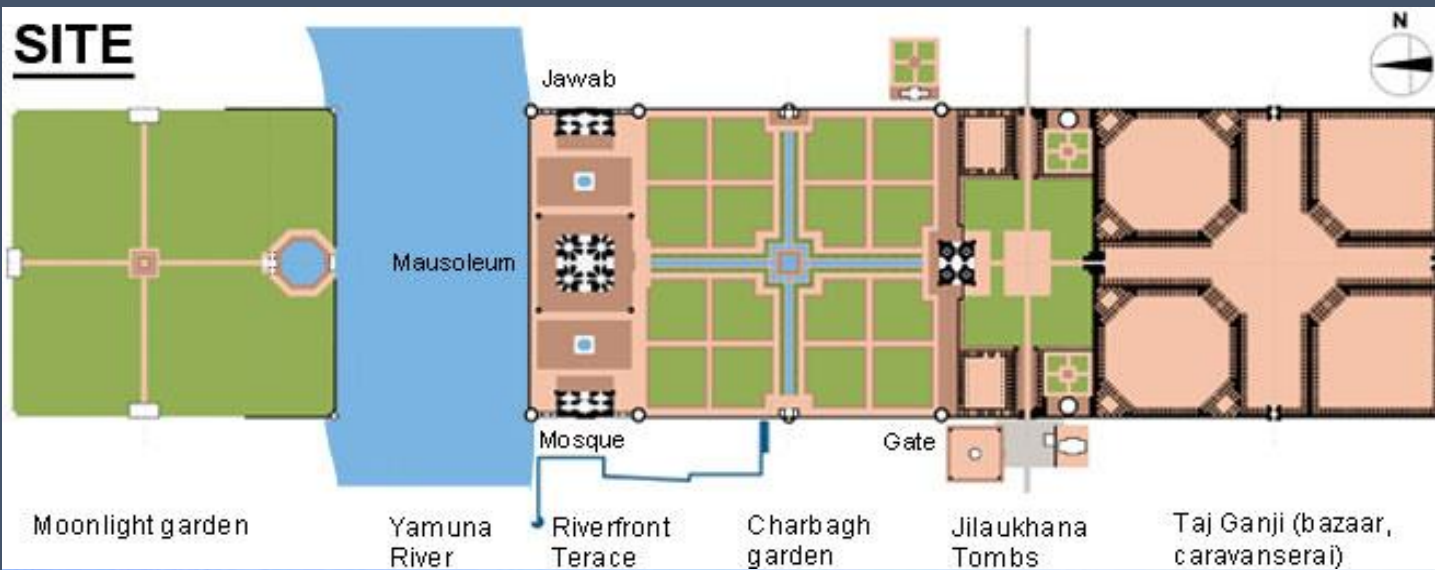 SITE
N
Jawab
Mausoleum
Mosque
Gate
Moonlight garden
Yamuna
River
Riverfront
Terace
Charbagh
garden
Jilaukhana
Tombs
Taj Ganji (bazaar,
caravanserai)